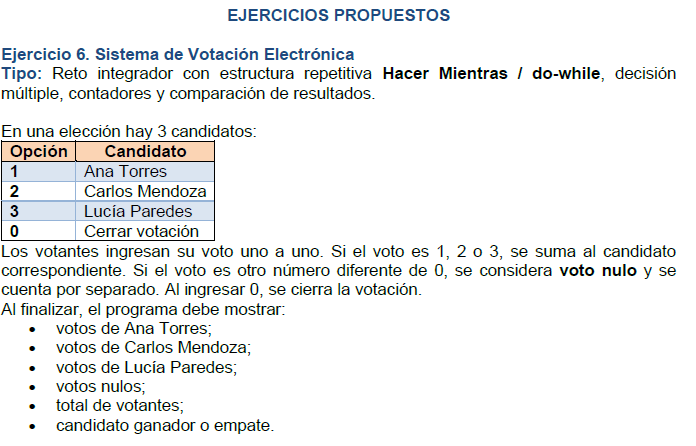 EJERCICIOS PROPUESTOS
Ejercicio 6. Sistema de Votación Electrónica
Tipo: Reto integrador con estructura repetitiva Hacer Mientras / do-while, decisión
múltiple, contadores y comparación de resultados.
En una elección hay 3 candidatos:
Opción Candidato
1 Ana Torres
2 Carlos Mendoza
3 Lucía Paredes
0 Cerrar votación
Los votantes ingresan su voto uno a uno. Si el voto es 1, 2 o 3, se suma al candidato
correspondiente. Si el voto es otro número diferente de 0, se considera voto nulo y se
cuenta por separado. Al ingresar 0, se cierra la votación.
Al finalizar, el programa debe mostrar:
• votos de Ana Torres;
• votos de Carlos Mendoza;
• votos de Lucía Paredes;
• votos nulos;
• total de votantes;
• candidato ganador o empate.